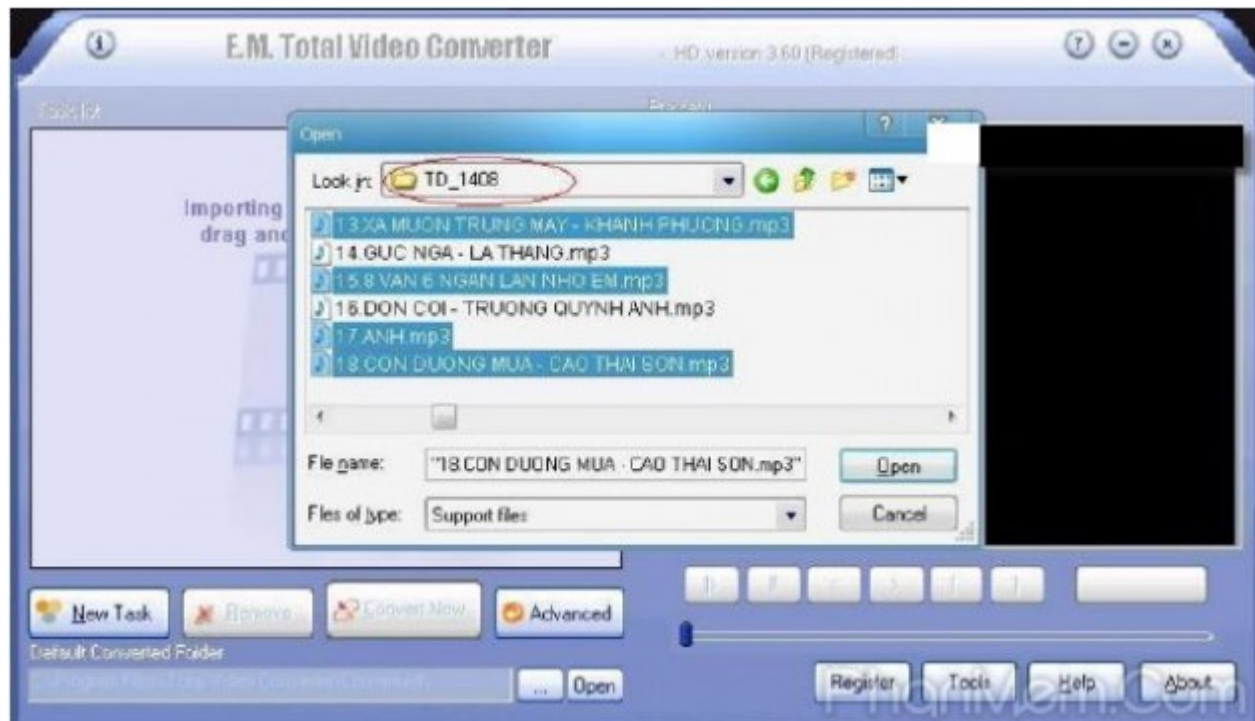 E.M. Total Video Converter
- HD version 3.60 (Registered)
Task list
Open
Importing
drag and
Look in:
TD_1408
13.XA MUON TRUNG MAY - KHANH PHUONG.mp3
14.GUC NGA - LA THANG.mp3
15.8 VAN 6 NGAN LAN NHO EM.mp3
16.DON COI - TRUONG QUYNH ANH.mp3
17.ANH.mp3
18.CON DUONG MUA - CAO THAI SON.mp3
File name:
"18.CON DUONG MUA - CAO THAI SON.mp3"
Open
Files of type:
Support files
Cancel
New Task
Remove
Convert Now
Advanced
Default Converted Folder
... Open
Register
Tools
Help
About
PhanMem.Com